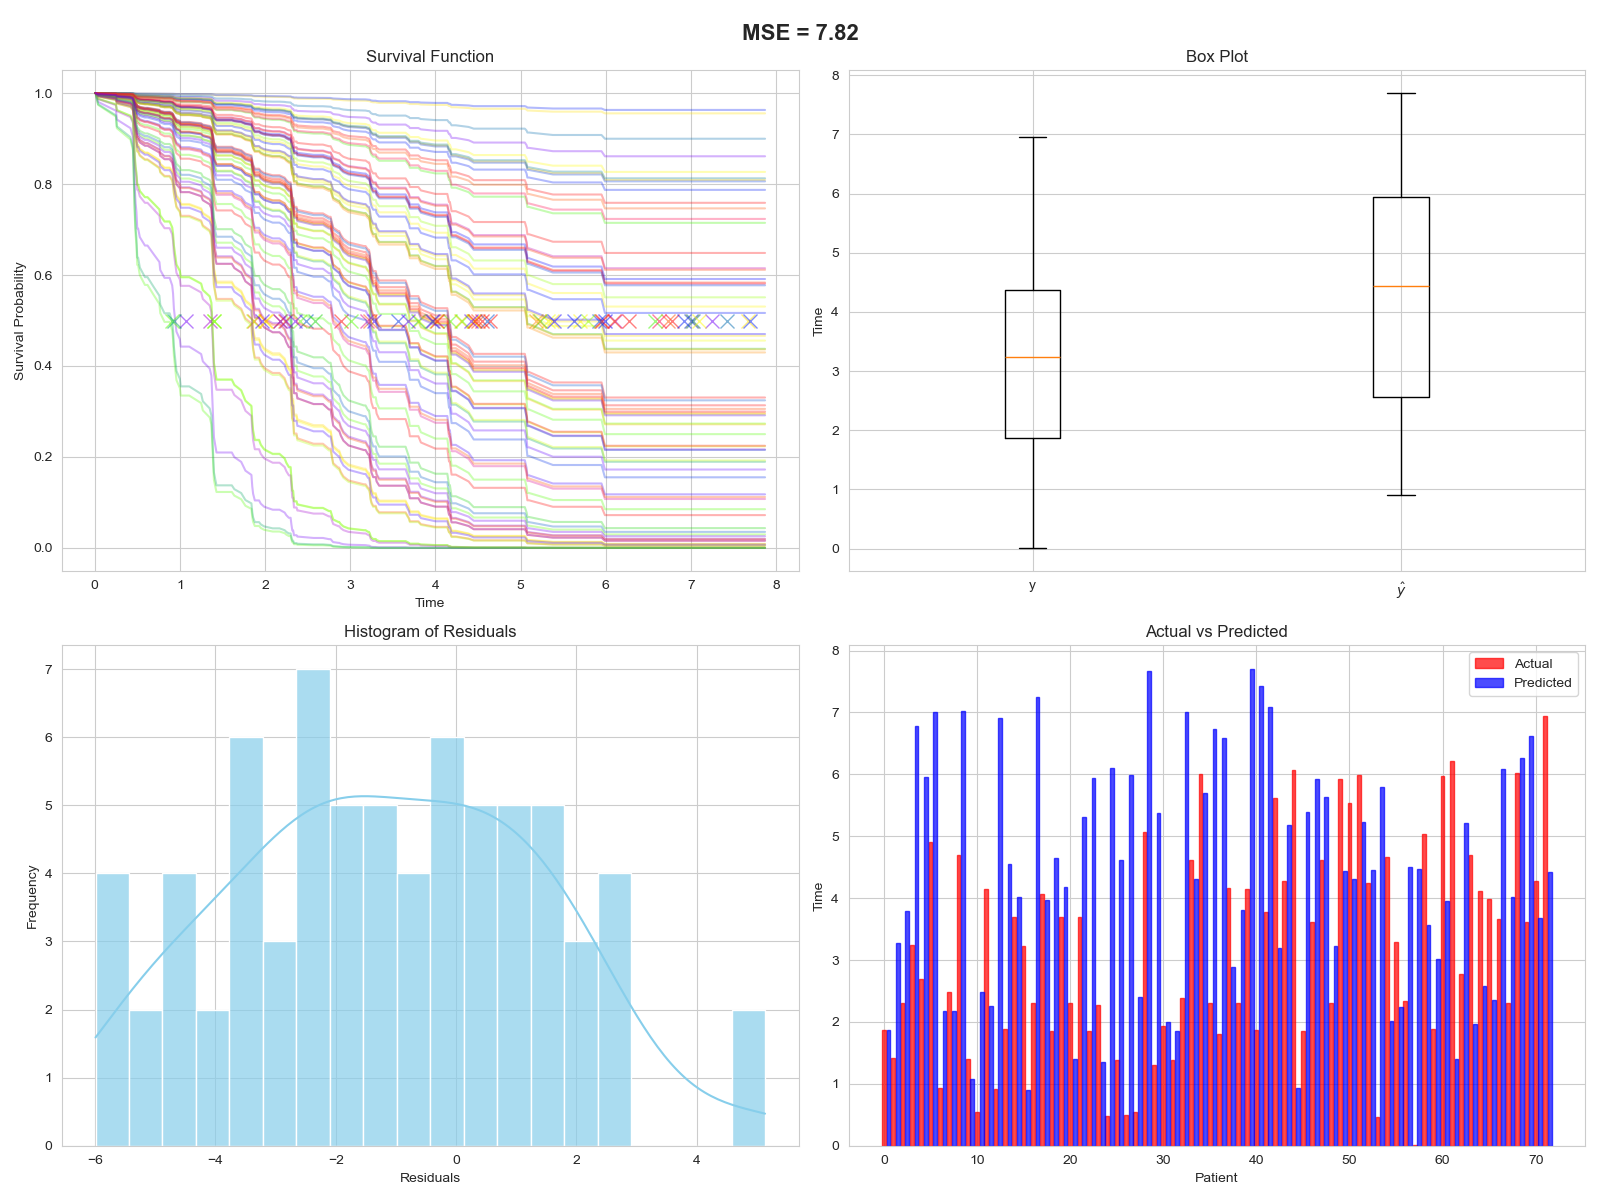 MSE = 7.82
Survival Function
Survival Probability
1.0
0.8
0.6
0.4
0.2
0.0
0 1 2 3 4 5 6 7 8
Time
Box Plot
Time
8
7
6
5
4
3
2
1
0
y ŷ
Histogram of Residuals
Frequency
7
6
5
4
3
2
1
0
−6 −4 −2 0 2 4
Residuals
Actual vs Predicted
Time
8
7
6
5
4
3
2
1
0
Actual
Predicted
0 10 20 30 40 50 60 70
Patient